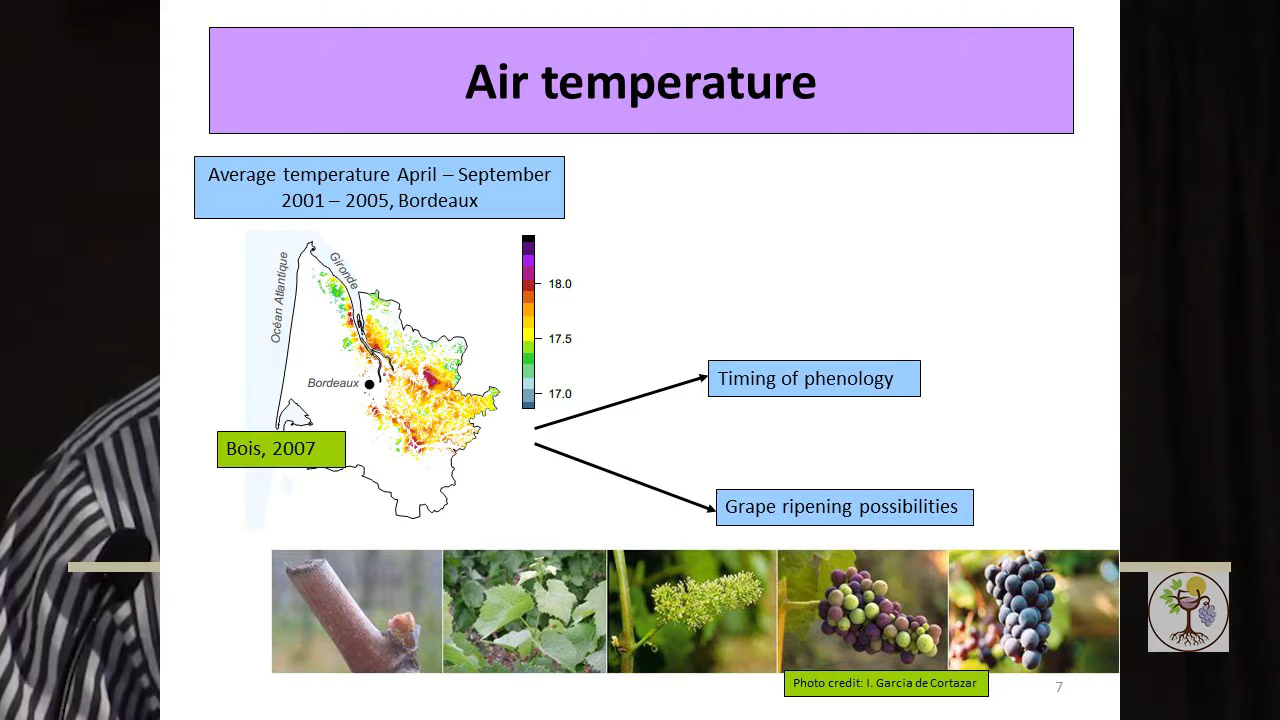 Air temperature
Average temperature April – September
2001 – 2005, Bordeaux
Océan Atlantique
Gironde
Bordeaux
18.0
17.5
17.0
Bois, 2007
Timing of phenology
Grape ripening possibilities
Photo credit: I. Garcia de Cortazar
7